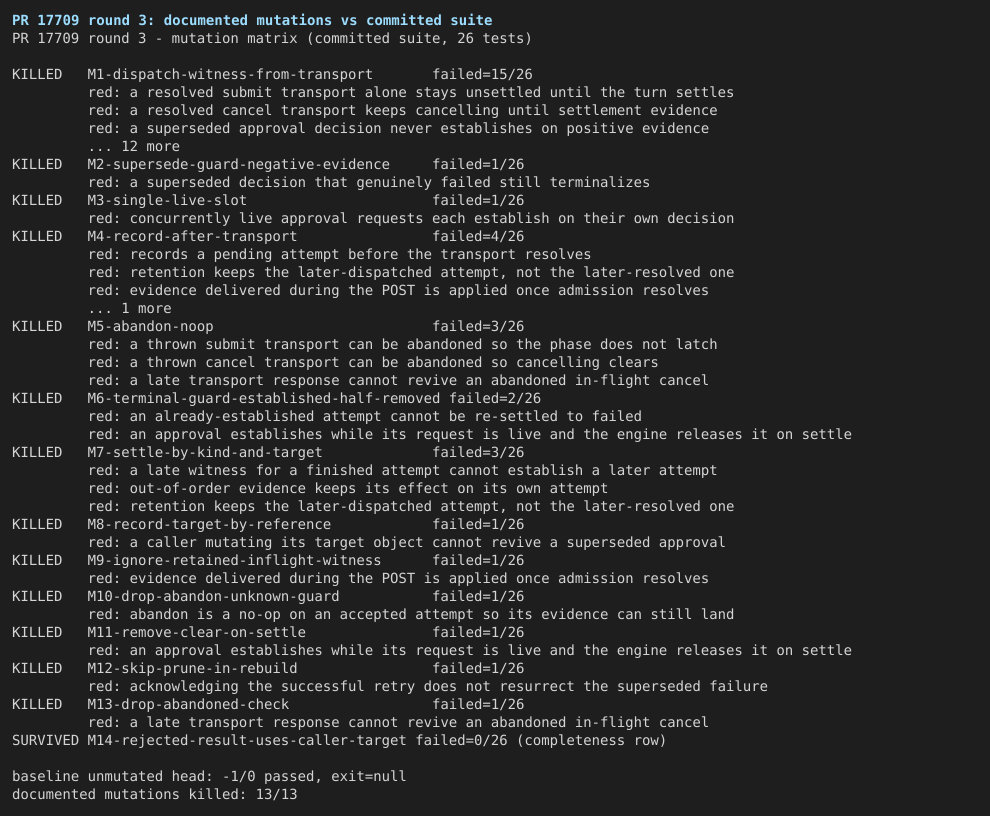 PR 17709 round 3: documented mutations vs committed suite
PR 17709 round 3 - mutation matrix (committed suite, 26 tests)
KILLED   M1-dispatch-witness-from-transport       failed=15/26
         red: a resolved submit transport alone stays unsettled until the turn settles
         red: a resolved cancel transport keeps cancelling until settlement evidence
         red: a superseded approval decision never establishes on positive evidence
         ... 12 more
KILLED   M2-supersede-guard-negative-evidence     failed=1/26
         red: a superseded decision that genuinely failed still terminalizes
KILLED   M3-single-live-slot                      failed=1/26
         red: concurrently live approval requests each establish on their own decision
KILLED   M4-record-after-transport                failed=4/26
         red: records a pending attempt before the transport resolves
         red: retention keeps the later-dispatched attempt, not the later-resolved one
         red: evidence delivered during the POST is applied once admission resolves
         ... 1 more
KILLED   M5-abandon-noop                          failed=3/26
         red: a thrown submit transport can be abandoned so the phase does not latch
         red: a thrown cancel transport can be abandoned so cancelling clears
         red: a late transport response cannot revive an abandoned in-flight cancel
KILLED   M6-terminal-guard-established-half-removed failed=2/26
         red: an already-established attempt cannot be re-settled to failed
         red: an approval establishes while its request is live and the engine releases it on settle
KILLED   M7-settle-by-kind-and-target             failed=3/26
         red: a late witness for a finished attempt cannot establish a later attempt
         red: out-of-order evidence keeps its effect on its own attempt
         red: retention keeps the later-dispatched attempt, not the later-resolved one
KILLED   M8-record-target-by-reference            failed=1/26
         red: a caller mutating its target object cannot revive a superseded approval
KILLED   M9-ignore-retained-inflight-witness      failed=1/26
         red: evidence delivered during the POST is applied once admission resolves
KILLED   M10-drop-abandon-unknown-guard           failed=1/26
         red: abandon is a no-op on an accepted attempt so its evidence can still land
KILLED   M11-remove-clear-on-settle               failed=1/26
         red: an approval establishes while its request is live and the engine releases it on settle
KILLED   M12-skip-prune-in-rebuild                failed=1/26
         red: acknowledging the successful retry does not resurrect the superseded failure
KILLED   M13-drop-abandoned-check                 failed=1/26
         red: a late transport response cannot revive an abandoned in-flight cancel
SURVIVED M14-rejected-result-uses-caller-target failed=0/26 (completeness row)
baseline unmutated head: -1/0 passed, exit=null
documented mutations killed: 13/13